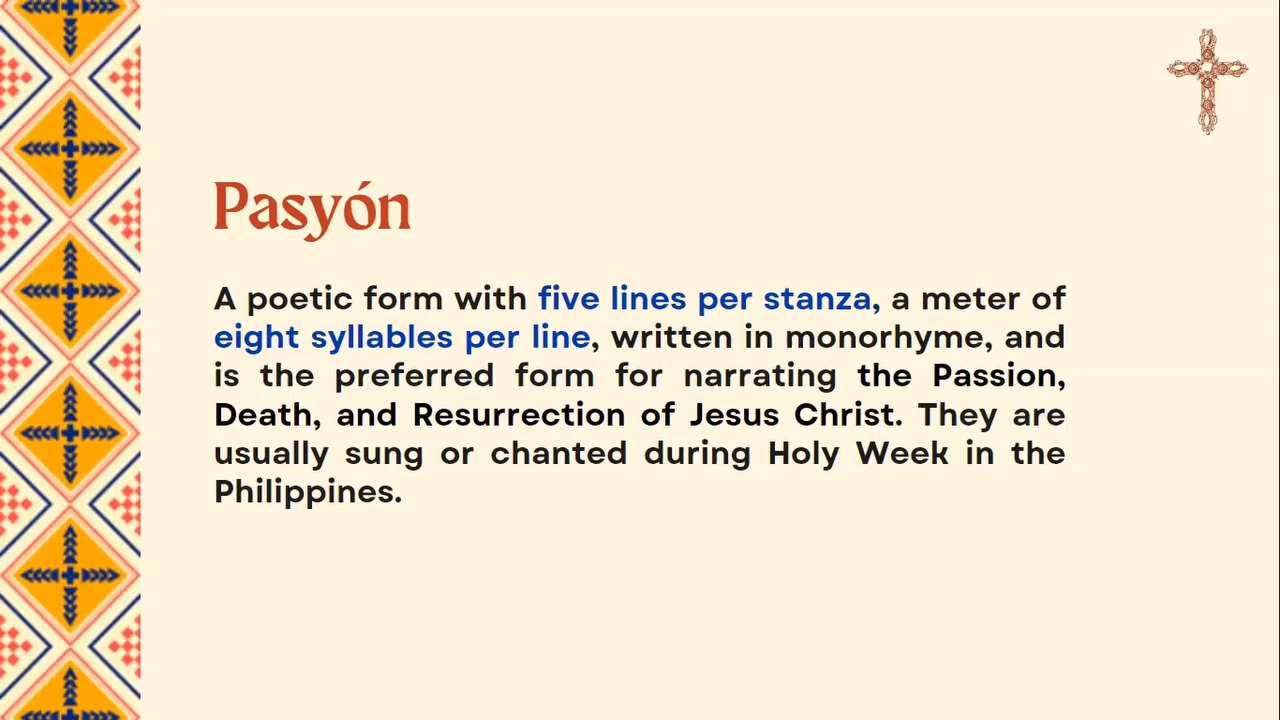 Pasyón
A poetic form with five lines per stanza, a meter of
eight syllables per line, written in monorhyme, and
is the preferred form for narrating the Passion,
Death, and Resurrection of Jesus Christ. They are
usually sung or chanted during Holy Week in the
Philippines.